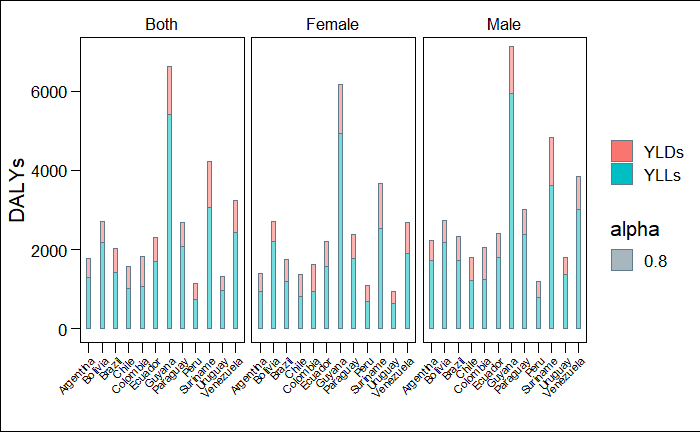 Both
Female
Male
DALYs
6000
4000
2000
0
Argentina
Bolivia
Brazil
Chile
Colombia
Ecuador
Guyana
Paraguay
Peru
Suriname
Uruguay
Venezuela
Argentina
Bolivia
Brazil
Chile
Colombia
Ecuador
Guyana
Paraguay
Peru
Suriname
Uruguay
Venezuela
Argentina
Bolivia
Brazil
Chile
Colombia
Ecuador
Guyana
Paraguay
Peru
Suriname
Uruguay
Venezuela
YLDs
YLLs
alpha
0.8